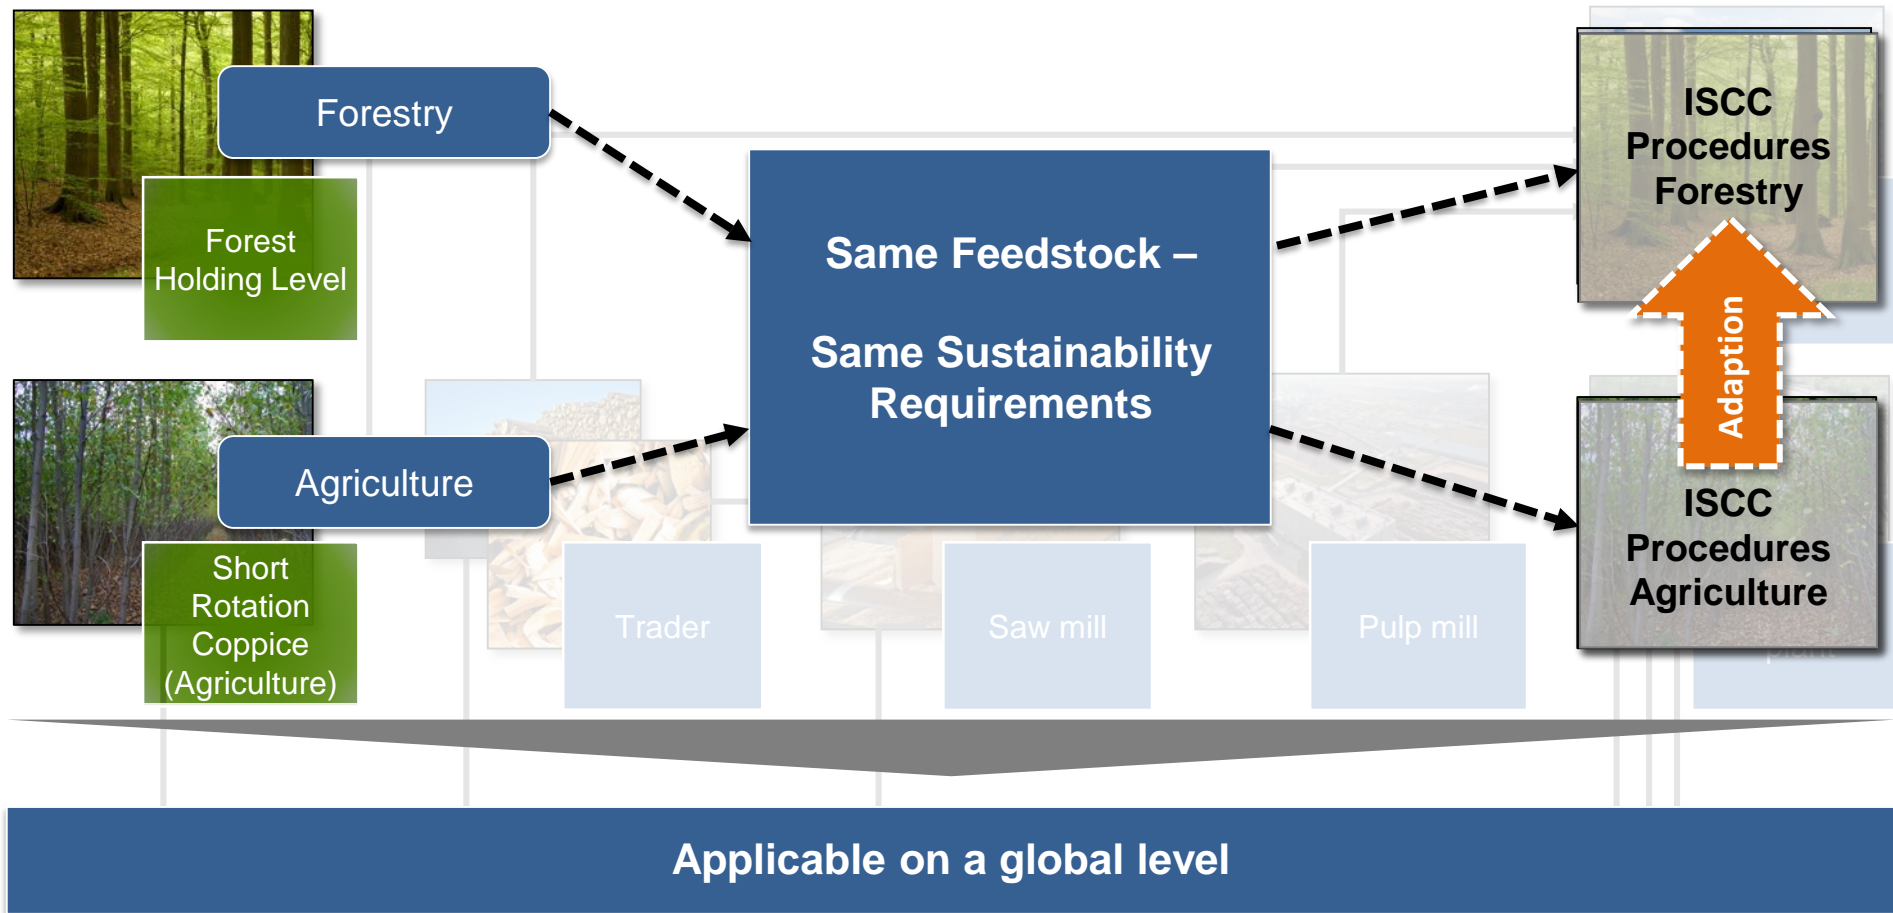 Forestry
Forest
Holding Level
Agriculture
Short
Rotation
Coppice
(Agriculture)
Same Feedstock –
Same Sustainability
Requirements
Trader
Saw mill
Pulp mill
ISCC
Procedures
Forestry
Adaption
ISCC
Procedures
Agriculture
plant
Applicable on a global level